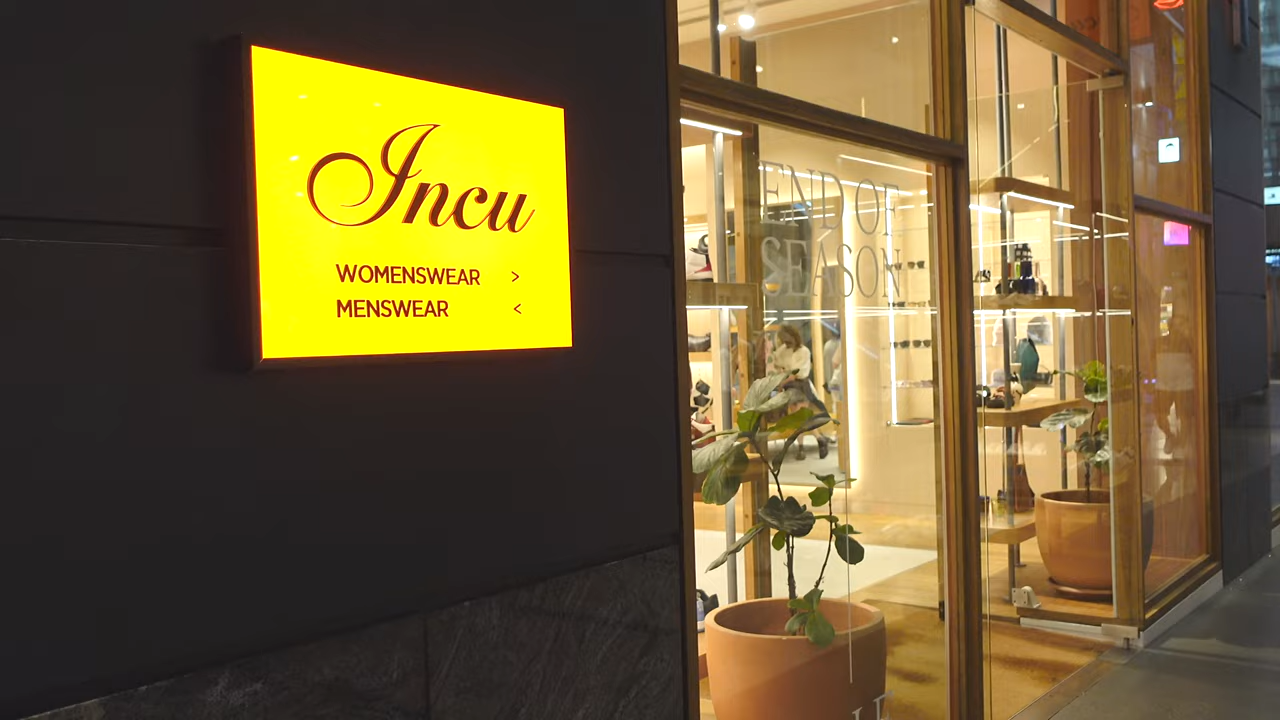 Incu
WOMENSWEAR >
MENSWEAR <
END OF
SEASON